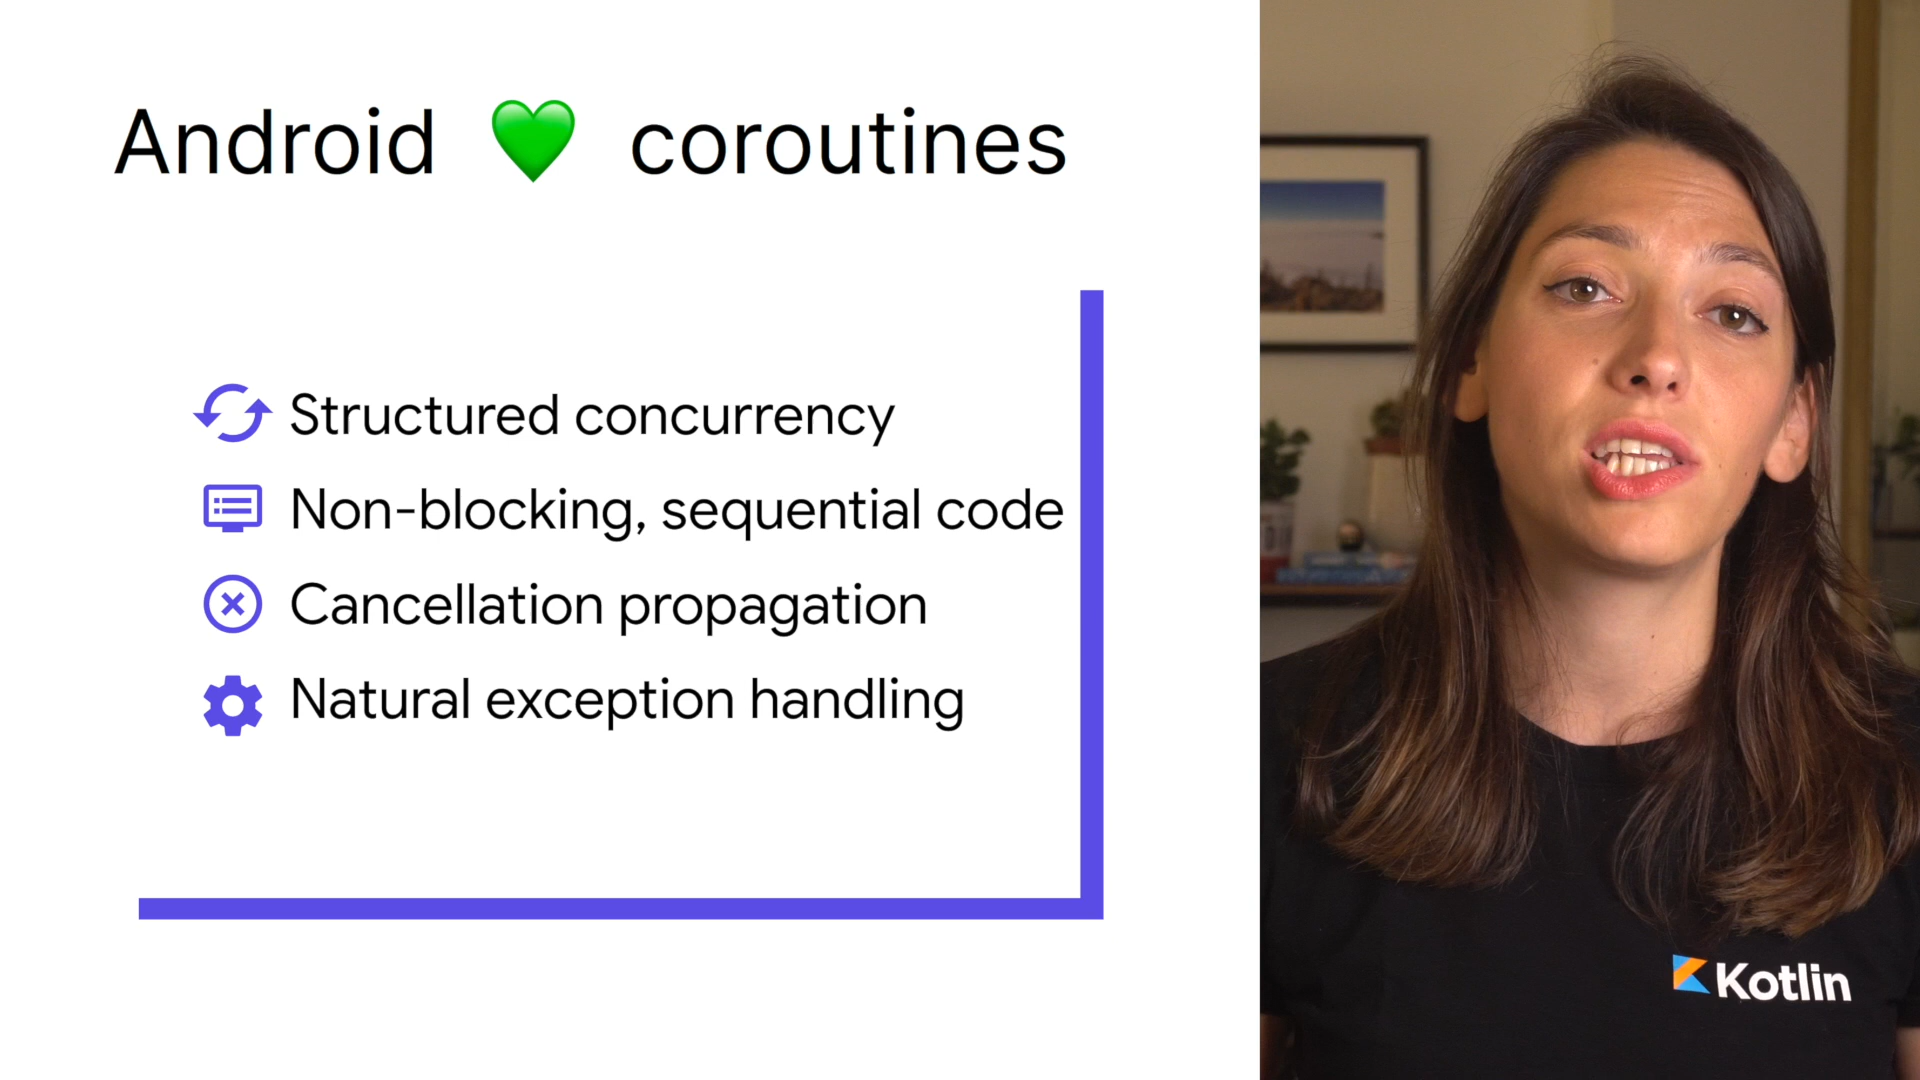 Android 💚 coroutines
Structured concurrency
Non-blocking, sequential code
Cancellation propagation
Natural exception handling
Kotlin